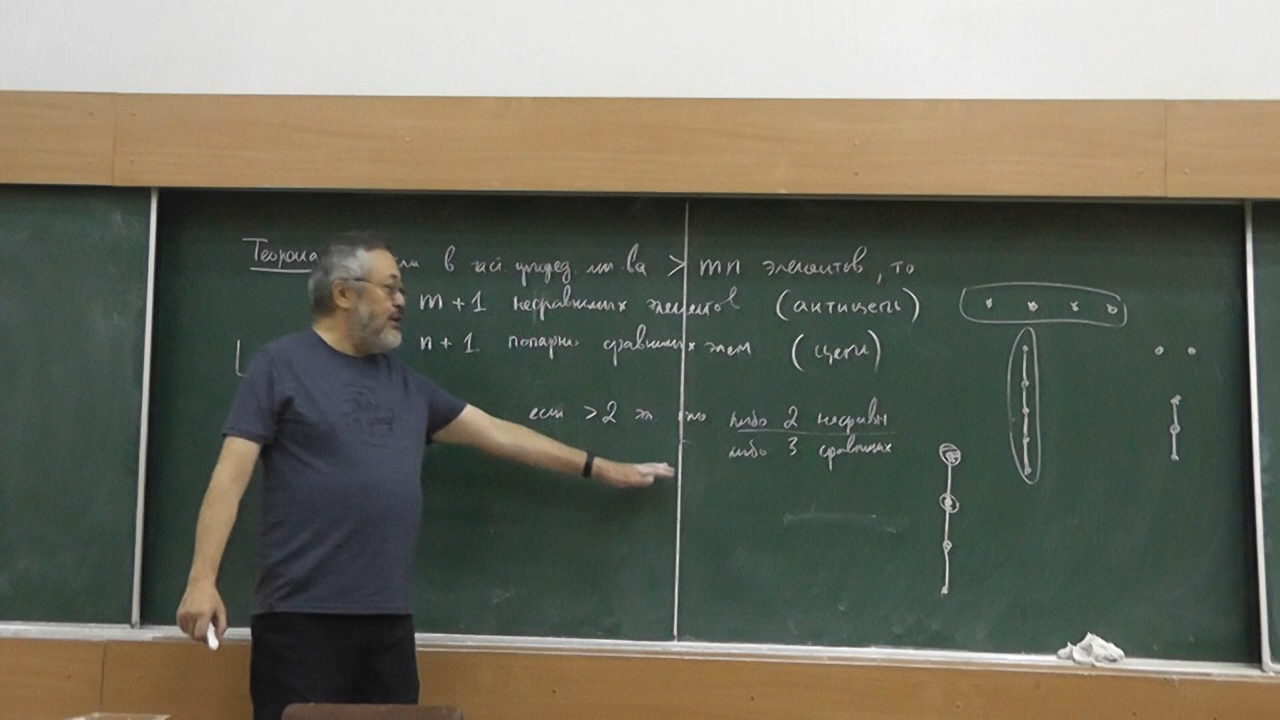 Теорема в част. упоряд. мн-ва > mn элементов, то
m+1 несравнимых элементов (антицепь)
n+1 попарно сравнимых элем (цепь)
если >2 эл то либо 2 несравн
либо 3 сравнимых